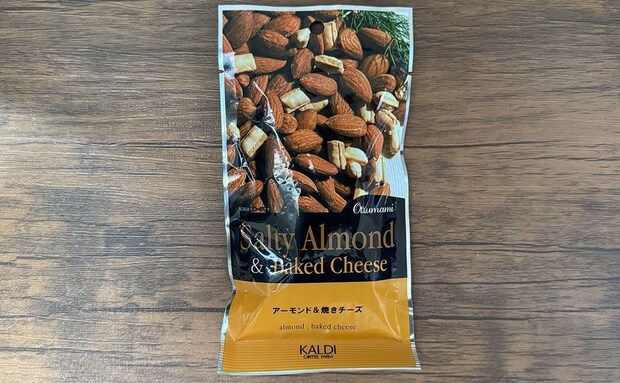 Otsumami
Salty Almond
& Baked Cheese
アーモンド&焼きチーズ
almond , baked cheese
KALDI
COFFEE FARM